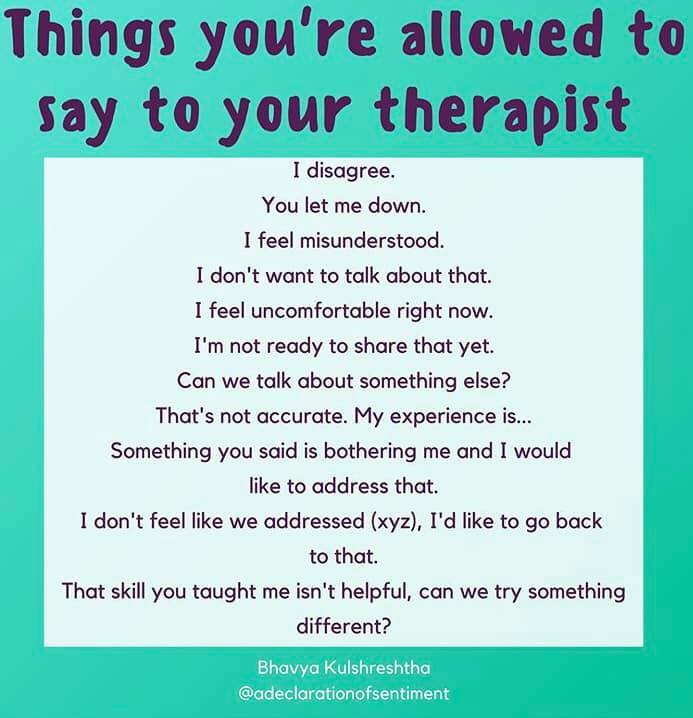 Things you're allowed to
say to your therapist
I disagree.
You let me down.
I feel misunderstood.
I don't want to talk about that.
I feel uncomfortable right now.
I'm not ready to share that yet.
Can we talk about something else?
That's not accurate. My experience is...
Something you said is bothering me and I would
like to address that.
I don't feel like we addressed (xyz), I'd like to go back
to that.
That skill you taught me isn't helpful, can we try something
different?
Bhavya Kulshreshtha
@adeclarationofsentiment